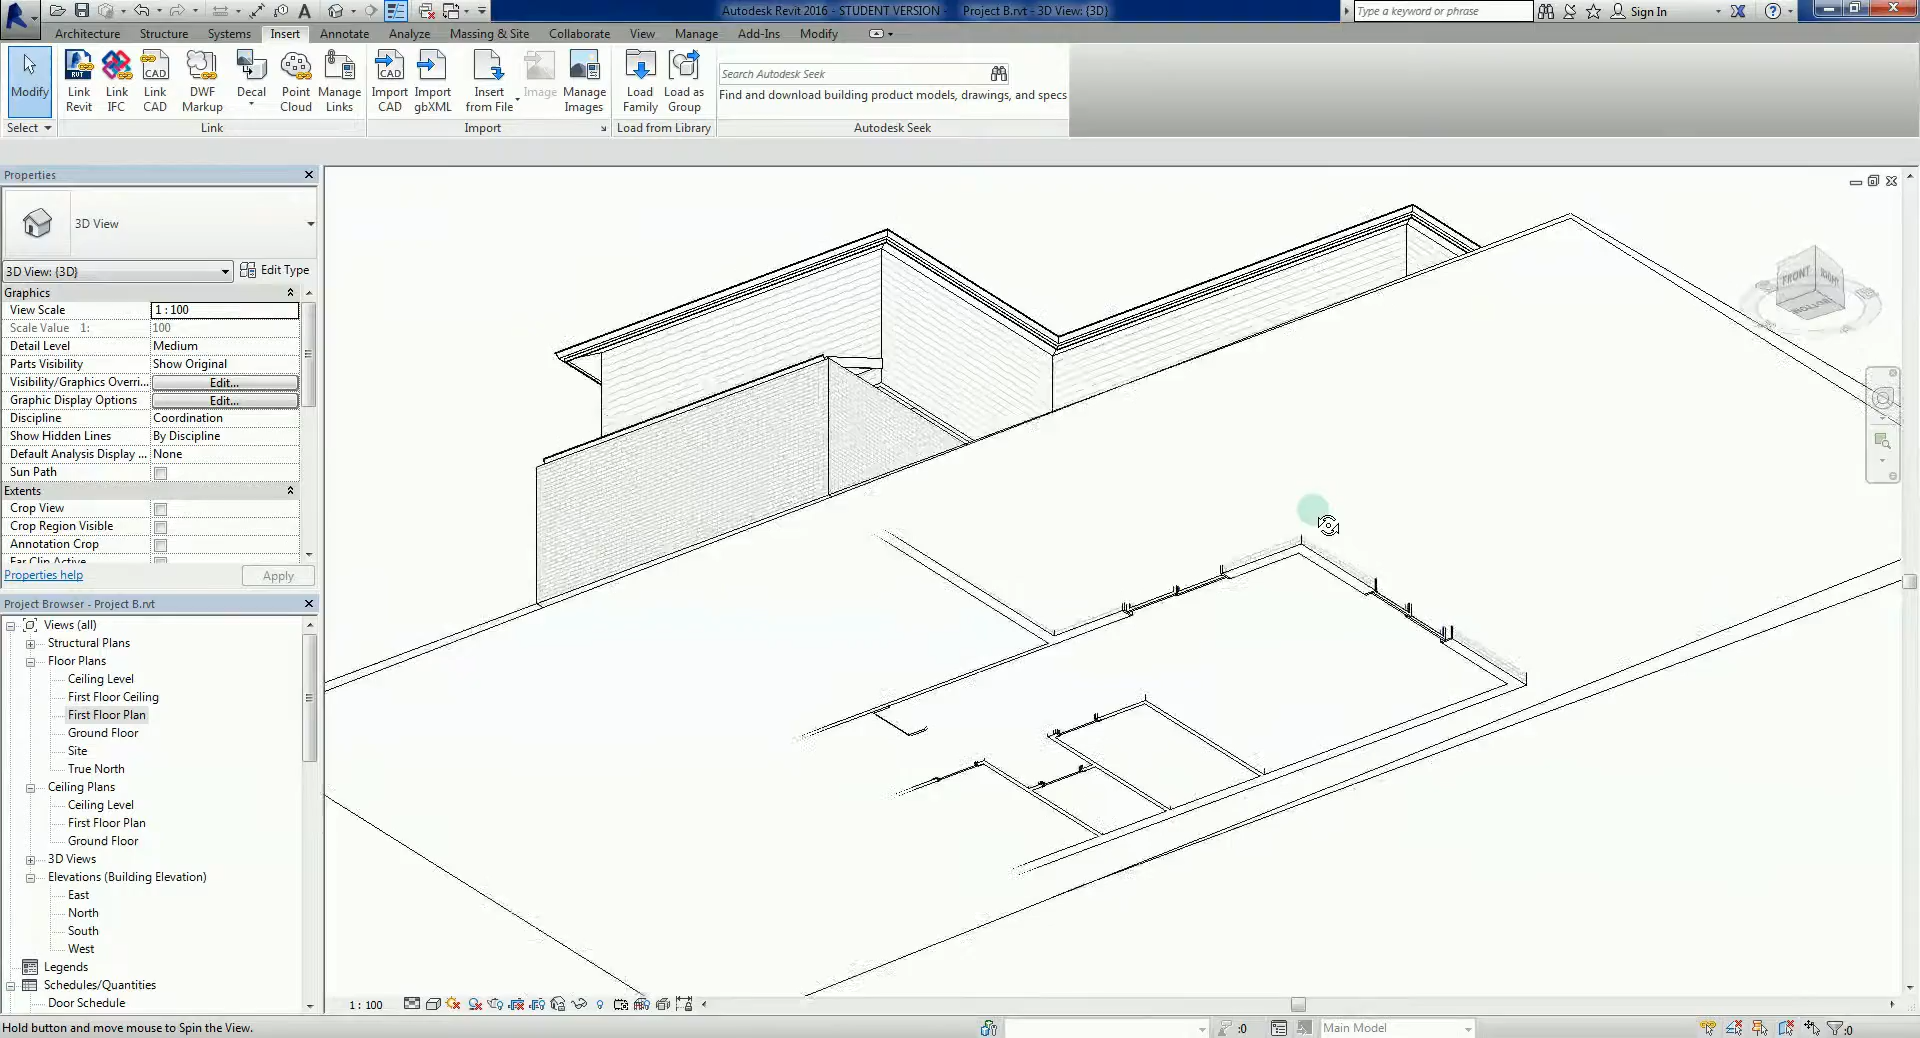 Autodesk Revit 2016 - STUDENT VERSION - Project B.rvt - 3D View: {3D}
Type a keyword or phrase
Sign In
Architecture Structure Systems Insert Annotate Analyze Massing & Site Collaborate View Manage Add-Ins Modify
Modify
Link Revit
Link IFC
Link CAD
DWF Markup
Decal
Point Cloud
Manage Links
Import CAD
Import gbXML
Insert from File
Image
Manage Images
Load Family
Load as Group
Search Autodesk Seek
Find and download building product models, drawings, and specs
Select Link Import Load from Library Autodesk Seek
Properties
3D View
3D View: {3D} Edit Type
Graphics
View Scale 1 : 100
Scale Value 1: 100
Detail Level Medium
Parts Visibility Show Original
Visibility/Graphics Overri... Edit...
Graphic Display Options Edit...
Discipline Coordination
Show Hidden Lines By Discipline
Default Analysis Display ... None
Sun Path
Extents
Crop View
Crop Region Visible
Annotation Crop
Far Clip Active
Properties help Apply
Project Browser - Project B.rvt
Views (all)
Structural Plans
Floor Plans
Ceiling Level
First Floor Ceiling
First Floor Plan
Ground Floor
Site
True North
Ceiling Plans
Ceiling Level
First Floor Plan
Ground Floor
3D Views
Elevations (Building Elevation)
East
North
South
West
Legends
Schedules/Quantities
Door Schedule
FRONT RIGHT
BOTTOM
1 : 100
Hold button and move mouse to Spin the View.
:0
Main Model
:0